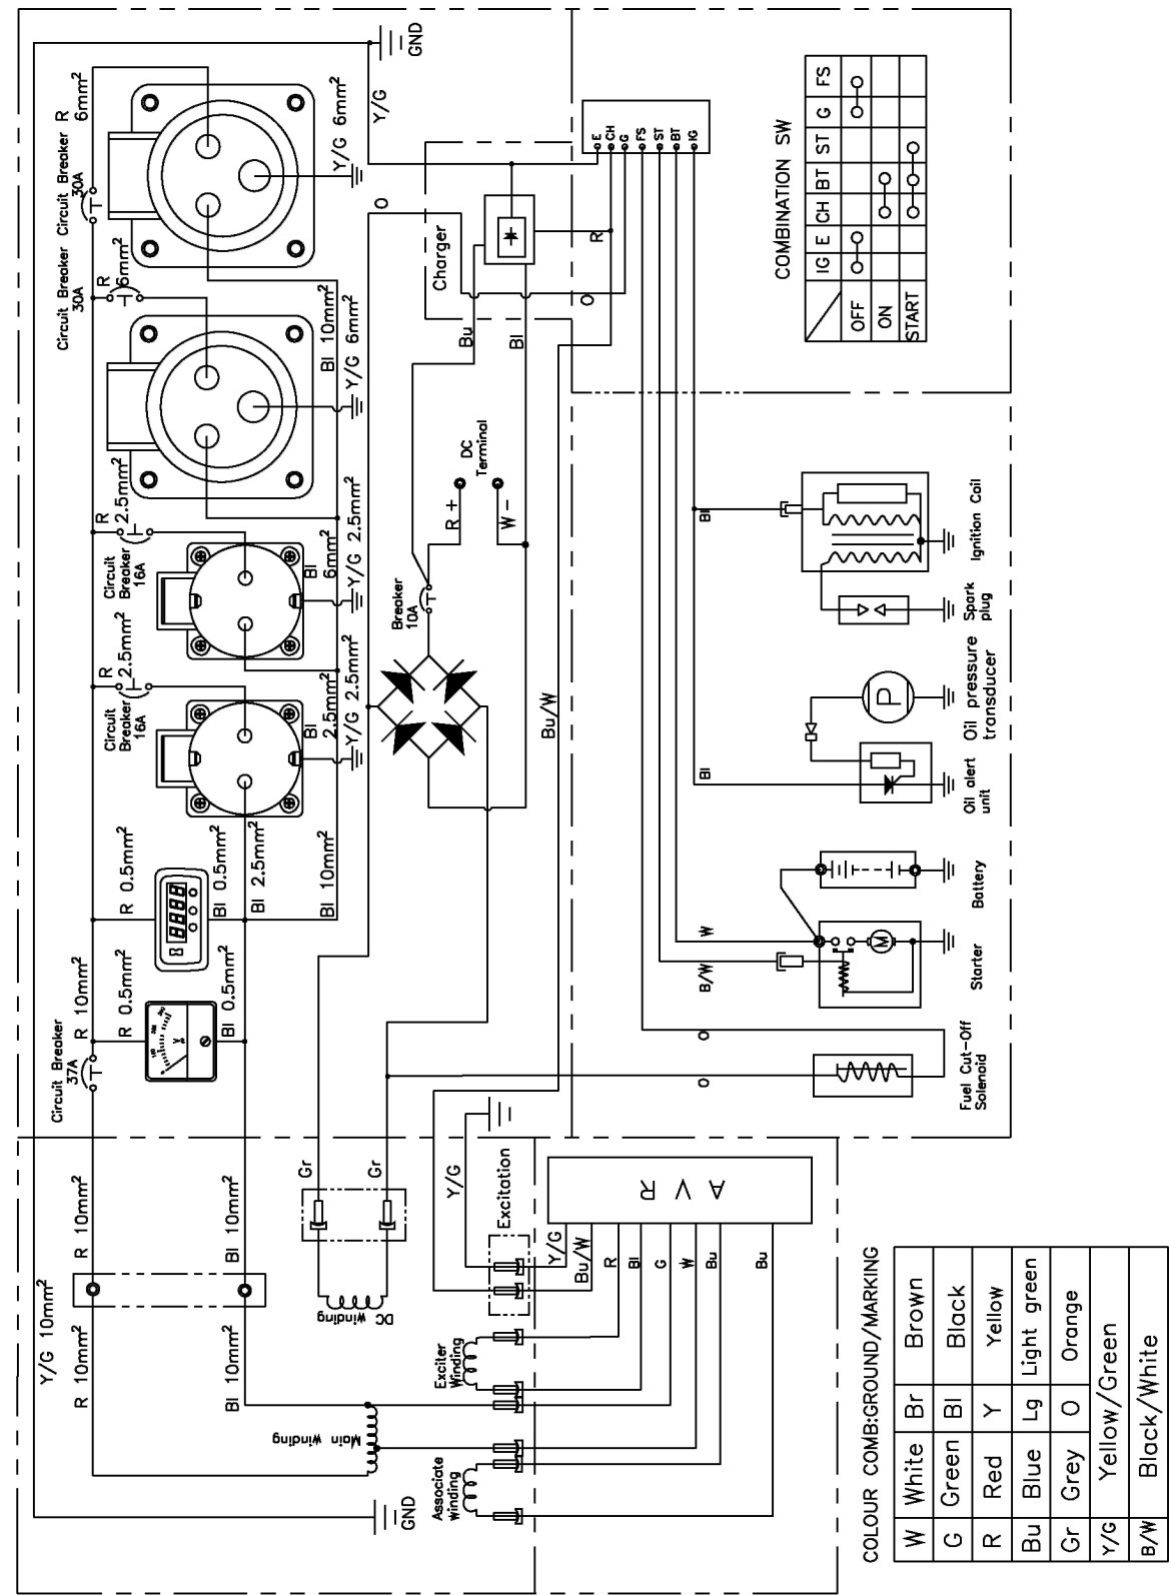 GND
Y/G
Circuit Breaker R
30A 6mm²
Y/G 6mm²
Circuit Breaker
30A
R
6mm²
Bl 10mm²
Y/G 6mm²
R
2.5mm²
Circuit
Breaker
16A
Bl
6mm²
Y/G 2.5mm²
R
2.5mm²
Circuit
Breaker
16A
Bl
2.5mm²
Y/G 2.5mm²
R 0.5mm²
Bl 0.5mm²
Bl 2.5mm²
Bl 10mm²
R 10mm²
R 0.5mm²
Bl 0.5mm²
Circuit Breaker
37A
R 10mm²
Bl 10mm²
Y/G 10mm²
R 10mm²
Bl 10mm²
O
Charger
Bu
Bl
R
O
E
CH
G
FS
ST
BT
IG
COMBINATION SW
IG E CH BT ST G FS
OFF
ON
START
DC
Terminal
R +
W -
Breaker
10A
Bu/W
Bl
Ignition Coil
Spark
plug
P
Oil pressure
transducer
Bl
Oil alert
unit
Battery
W
B/W
M
Starter
O
O
Fuel Cut-Off
Solenoid
Gr
Gr
DC
Winding
Y/G
Excitation
A V R
Y/G
Bu/W
R
Bl
G
W
Bu
Bu
Exciter
Winding
Main
winding
Associate
winding
GND
COLOUR COMB:GROUND/MARKING
W White Br Brown
G Green Bl Black
R Red Y Yellow
Bu Blue Lg Light green
Gr Grey O Orange
Y/G Yellow/Green
B/W Black/White